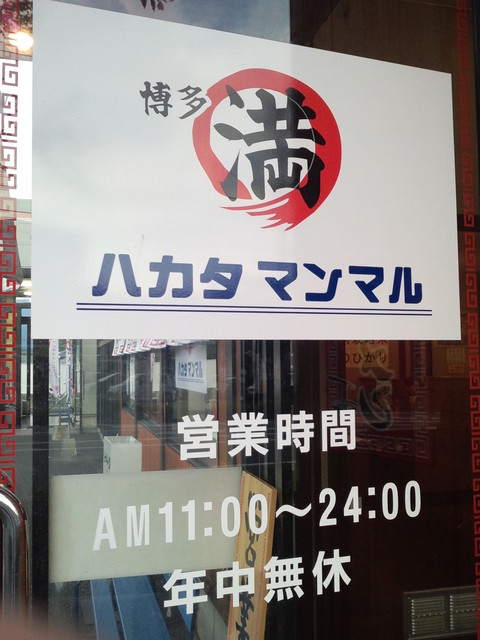 博多
満
ハカタ マンマル
営業時間
AM11:00～24:00
年中無休